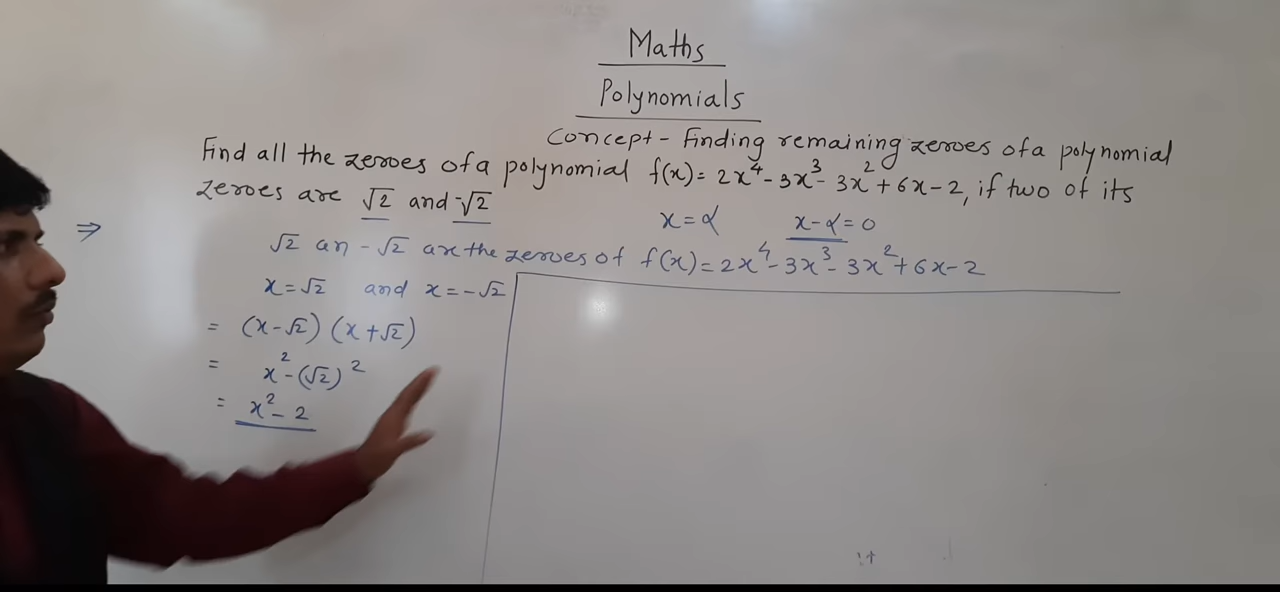 Maths
Polynomials
Concept - Finding remaining zeroes of a polynomial
Find all the zeroes of a polynomial f(x) = 2x⁴ - 3x³ - 3x² + 6x - 2, if two of its
zeroes are √2 and -√2
x = α x - α = 0
⇒
√2 an - √2 are the zeroes of f(x) = 2x⁴ - 3x³ - 3x² + 6x - 2
x = √2 and x = -√2
= (x - √2) (x + √2)
= x² - (√2)²
= x² - 2